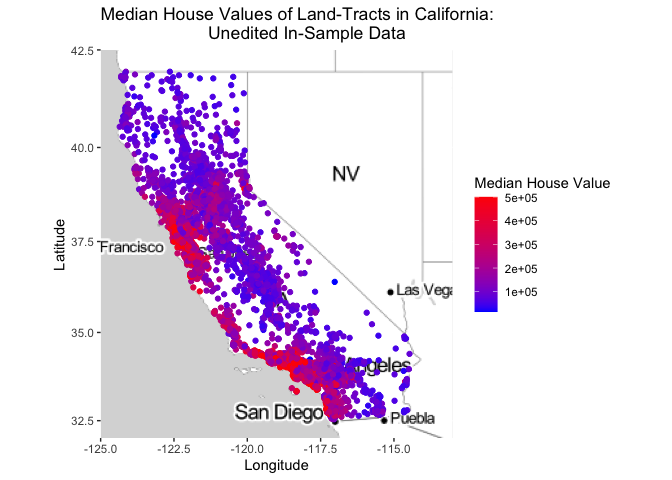 Median House Values of Land-Tracts in California:
Unedited In-Sample Data
42.5
40.0
37.5
35.0
32.5
Latitude
NV
Francisco
Las Vega
ngeles
San Diego
Puebla
-125.0
-122.5
-120.0
-117.5
-115.0
Longitude
Median House Value
5e+05
4e+05
3e+05
2e+05
1e+05